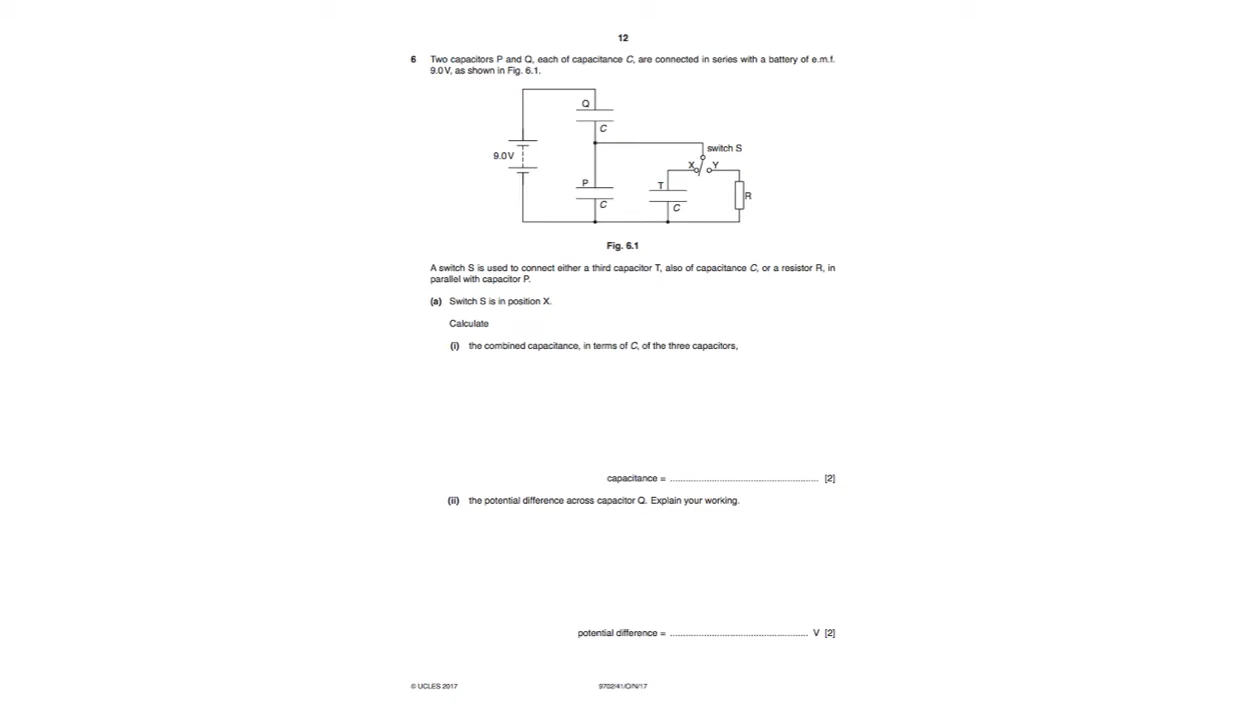 12
6 Two capacitors P and Q, each of capacitance C, are connected in series with a battery of e.m.f.
9.0V, as shown in Fig. 6.1.
Q
C
switch S
9.0V
X
Y
P
T
R
C
C
Fig. 6.1
A switch S is used to connect either a third capacitor T, also of capacitance C, or a resistor R, in
parallel with capacitor P.
(a) Switch S is in position X.
Calculate
(i) the combined capacitance, in terms of C, of the three capacitors,
capacitance = ........................................................ [2]
(ii) the potential difference across capacitor Q. Explain your working.
potential difference = .................................................... V [2]
© UCLES 2017
9702/41/O/N/17